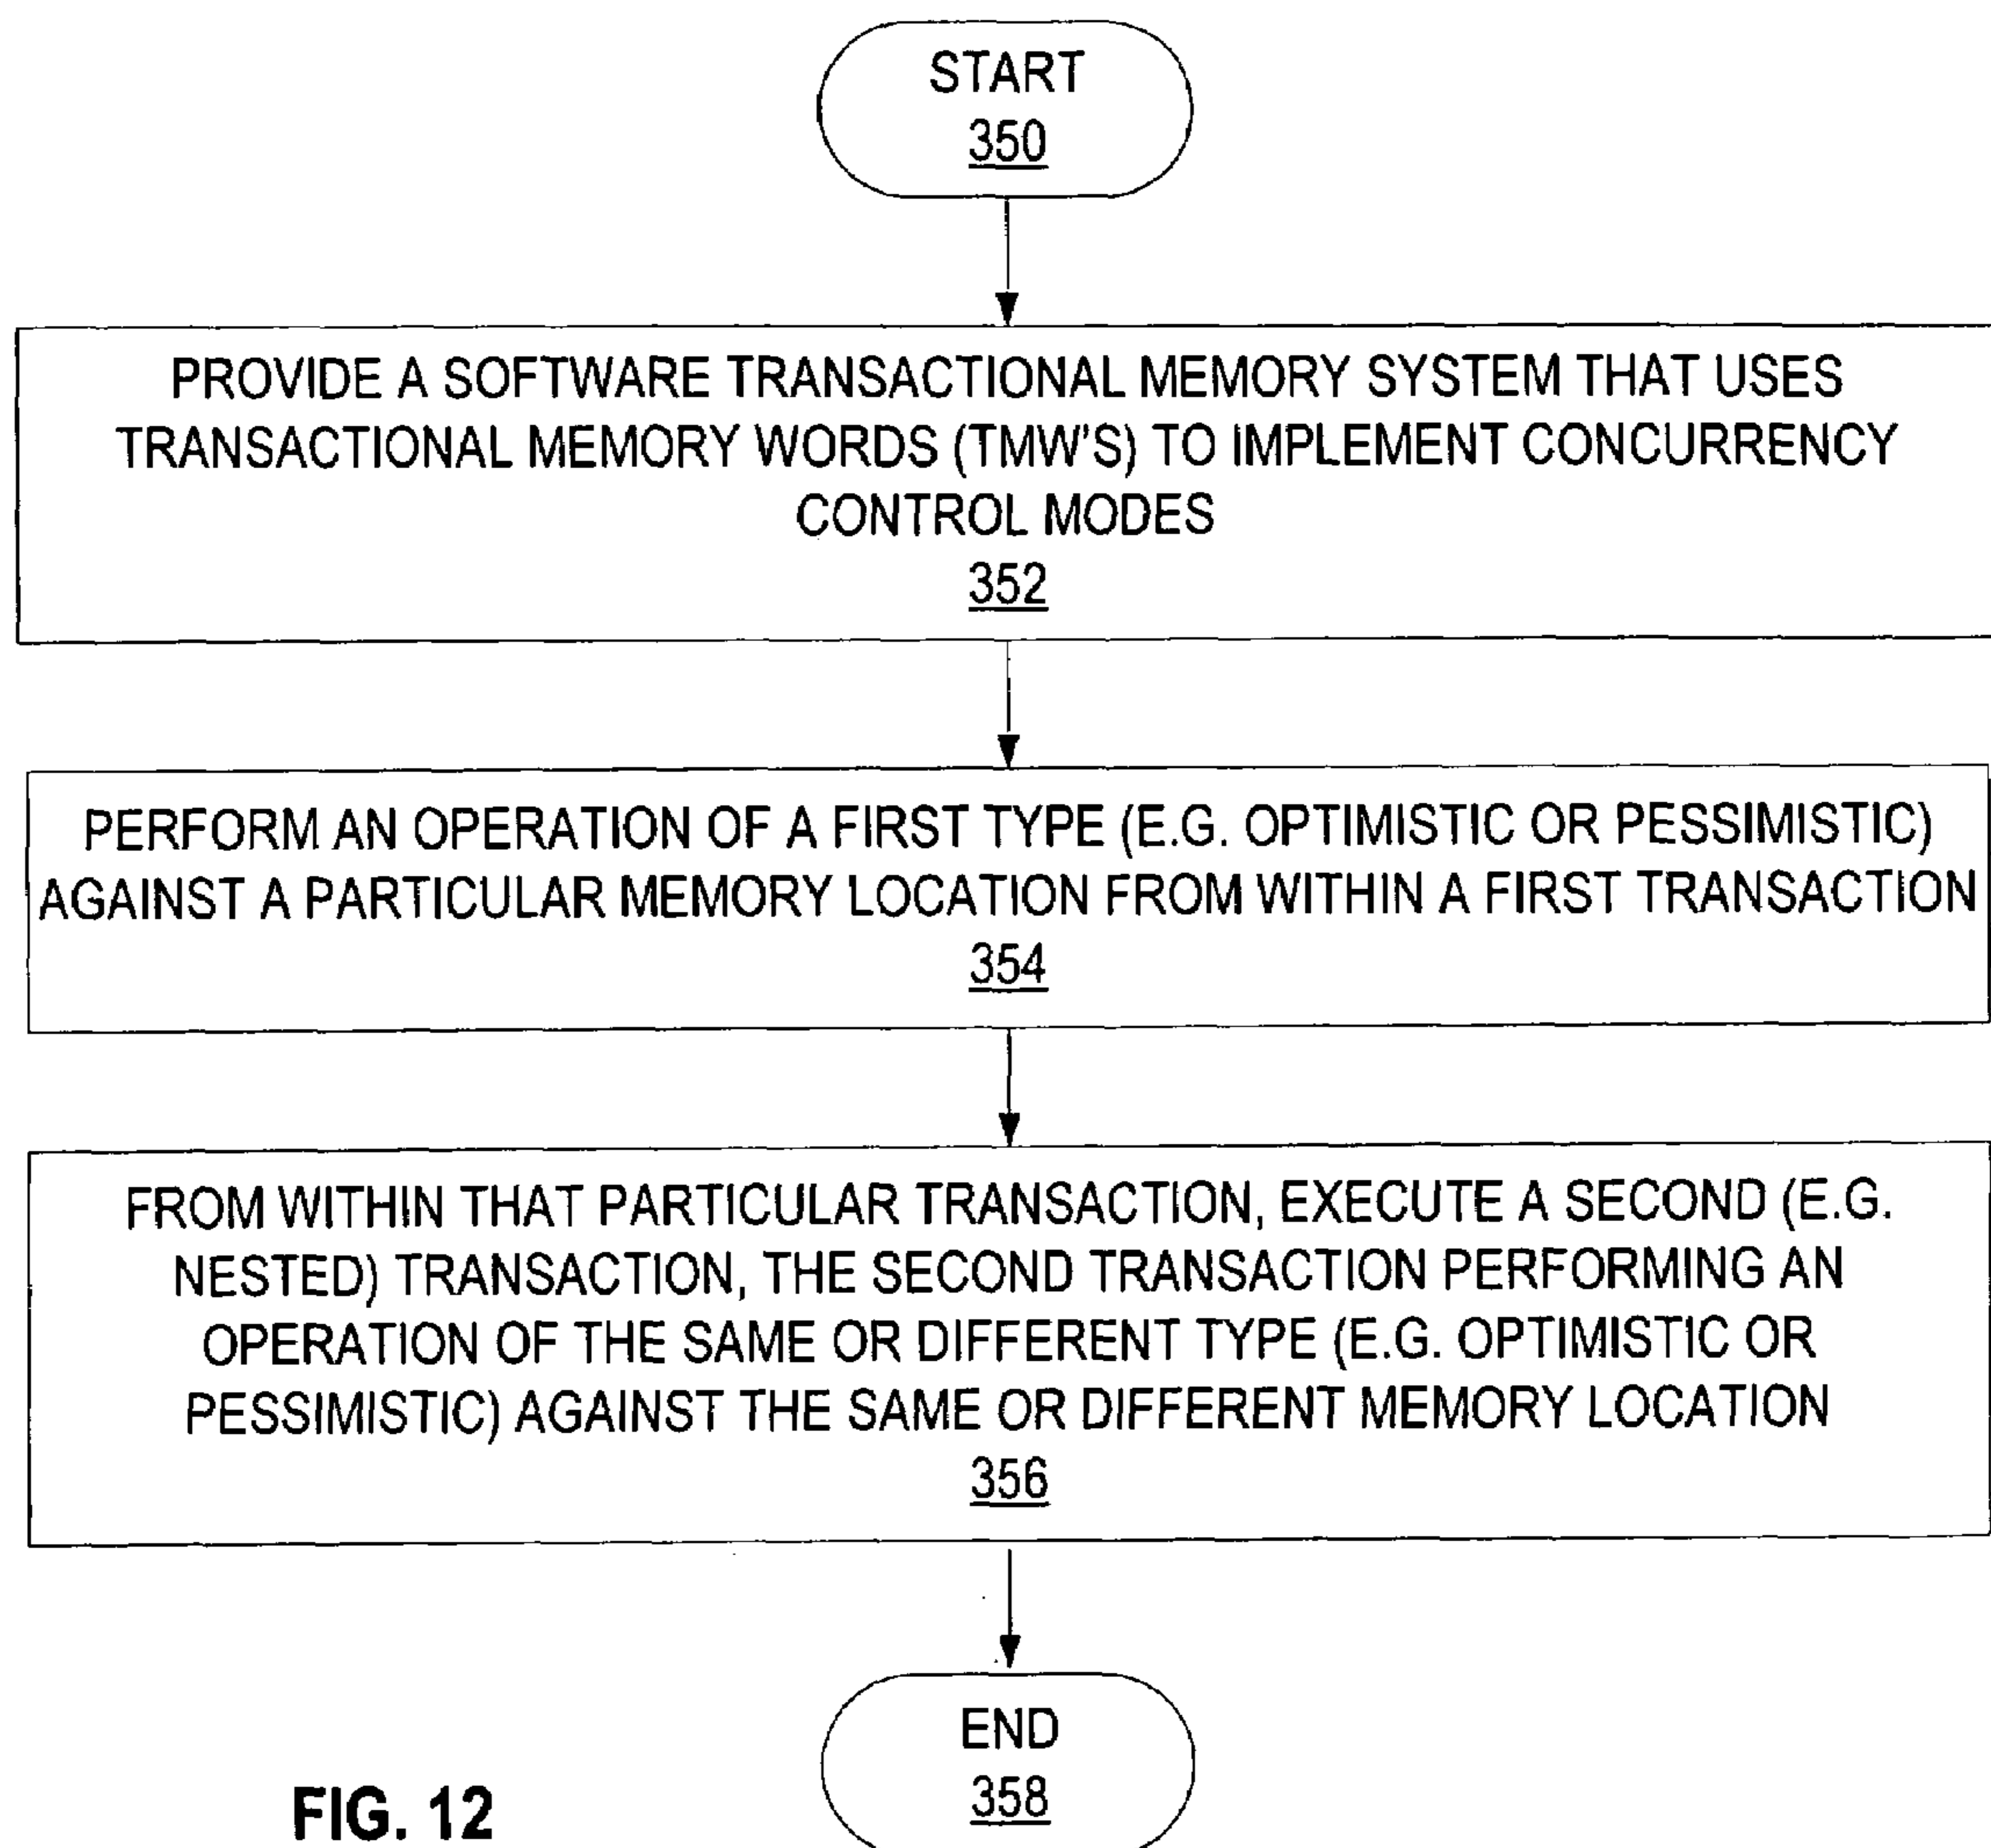 START
350
PROVIDE A SOFTWARE TRANSACTIONAL MEMORY SYSTEM THAT USES
TRANSACTIONAL MEMORY WORDS (TMW'S) TO IMPLEMENT CONCURRENCY
CONTROL MODES
352
PERFORM AN OPERATION OF A FIRST TYPE (E.G. OPTIMISTIC OR PESSIMISTIC)
AGAINST A PARTICULAR MEMORY LOCATION FROM WITHIN A FIRST TRANSACTION
354
FROM WITHIN THAT PARTICULAR TRANSACTION, EXECUTE A SECOND (E.G.
NESTED) TRANSACTION, THE SECOND TRANSACTION PERFORMING AN
OPERATION OF THE SAME OR DIFFERENT TYPE (E.G. OPTIMISTIC OR
PESSIMISTIC) AGAINST THE SAME OR DIFFERENT MEMORY LOCATION
356
END
358
FIG. 12